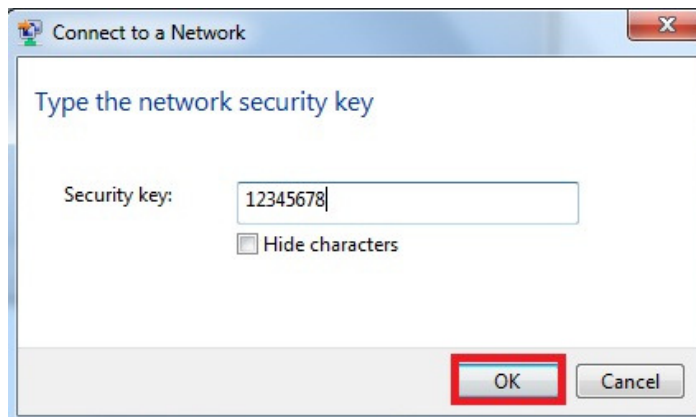 Connect to a Network
Type the network security key
Security key: 12345678
Hide characters
OK Cancel